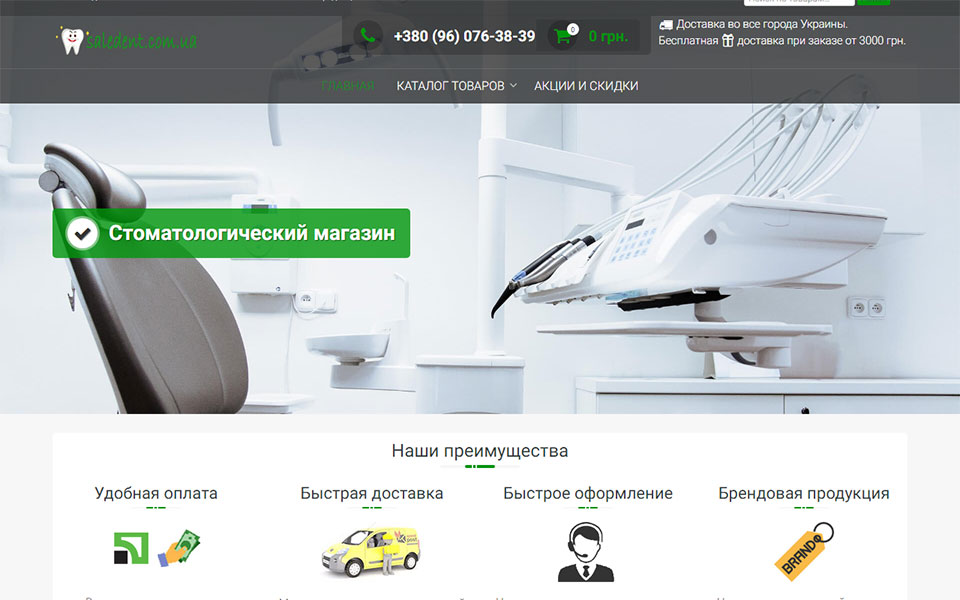 saledent.com.ua
+380 (96) 076-38-39
0
0 грн.
Доставка во все города Украины.
Бесплатная доставка при заказе от 3000 грн.
ГЛАВНАЯ
КАТАЛОГ ТОВАРОВ
АКЦИИ И СКИДКИ
Стоматологический магазин
Наши преимущества
Удобная оплата
Быстрая доставка
Быстрое оформление
Брендовая продукция
BRAND